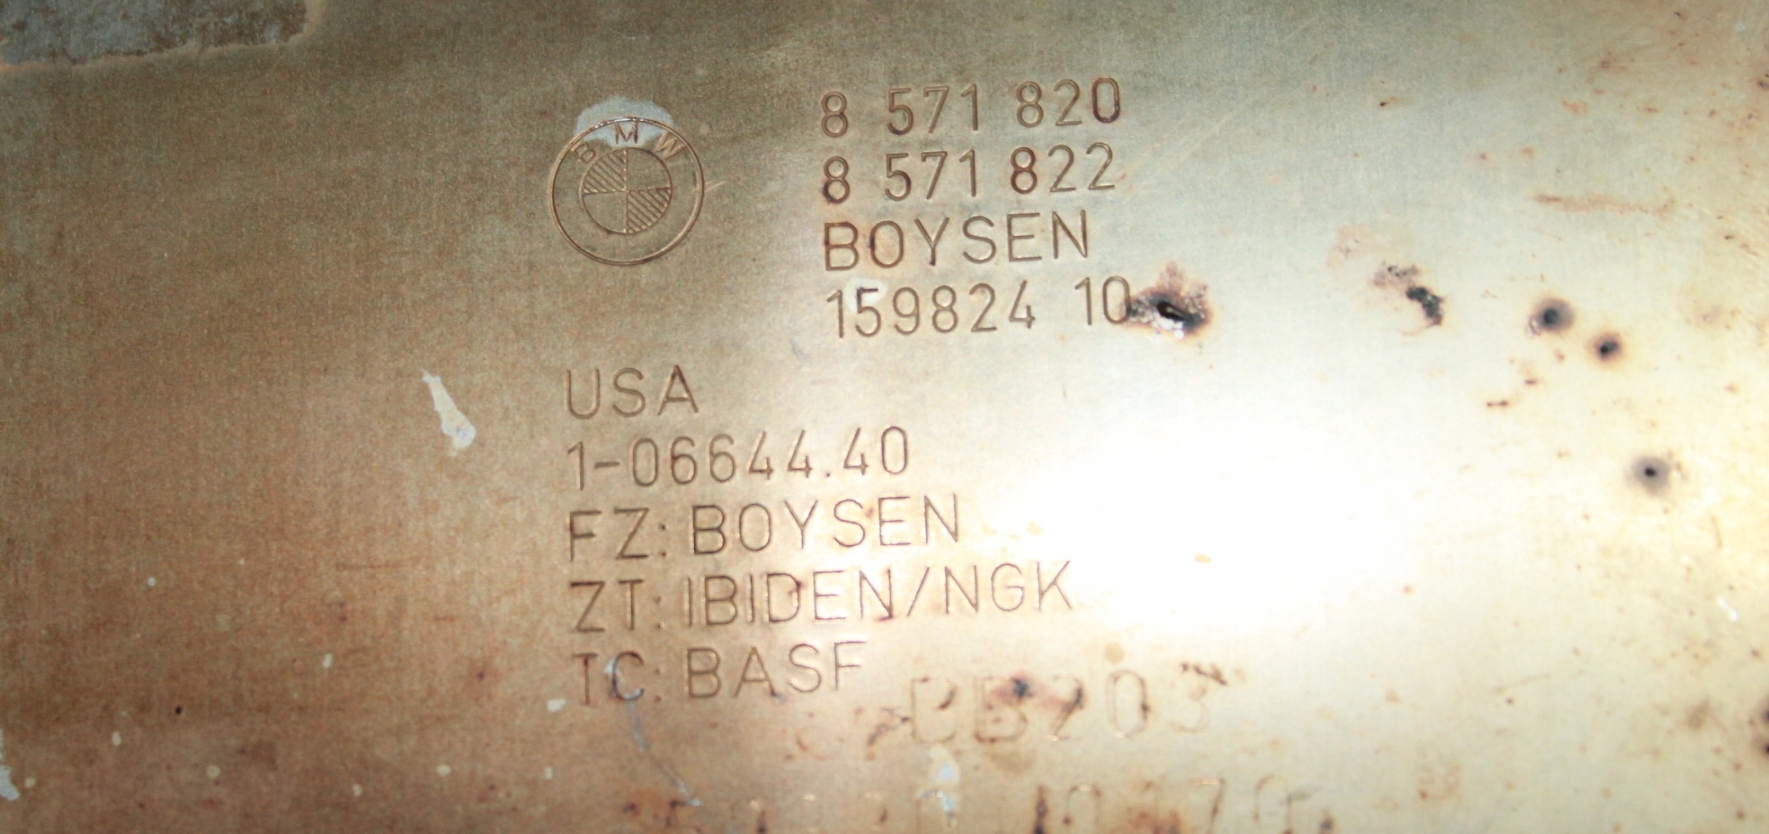 BMW
8 571 820
8 571 822
BOYSEN
159824 10
USA
1-06644.40
FZ: BOYSEN
ZT: IBIDEN/NGK
TC: BASF